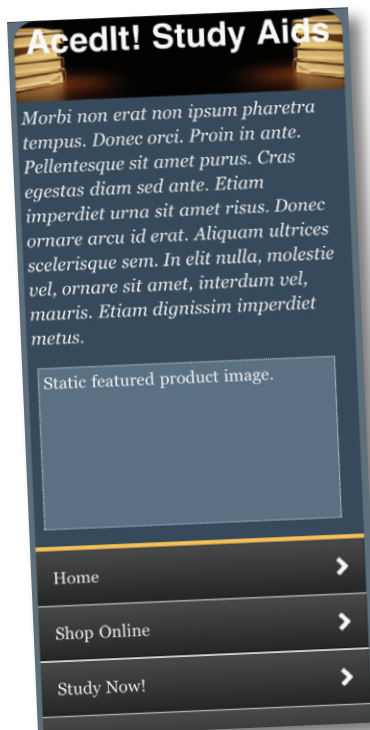 AcedIt! Study Aids
Morbi non erat non ipsum pharetra
tempus. Donec orci. Proin in ante.
Pellentesque sit amet purus. Cras
egestas diam sed ante. Etiam
imperdiet urna sit amet risus. Donec
ornare arcu id erat. Aliquam ultrices
scelerisque sem. In elit nulla, molestie
vel, ornare sit amet, interdum vel,
mauris. Etiam dignissim imperdiet
metus.
Static featured product image.
Home
Shop Online
Study Now!